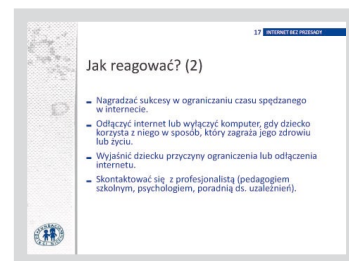 17 INTERNET BEZ PRZESADY
Jak reagować? (2)
Nagradzać sukcesy w ograniczaniu czasu spędzanego
w internecie.
Odłączyć internet lub wyłączyć komputer, gdy dziecko
korzysta z niego w sposób, który zagraża jego zdrowiu
lub życiu.
Wyjaśnić dziecku przyczyny ograniczenia lub odłączenia
internetu.
Skontaktować się z profesjonalistą (pedagogiem
szkolnym, psychologiem, poradnią ds. uzależnień).